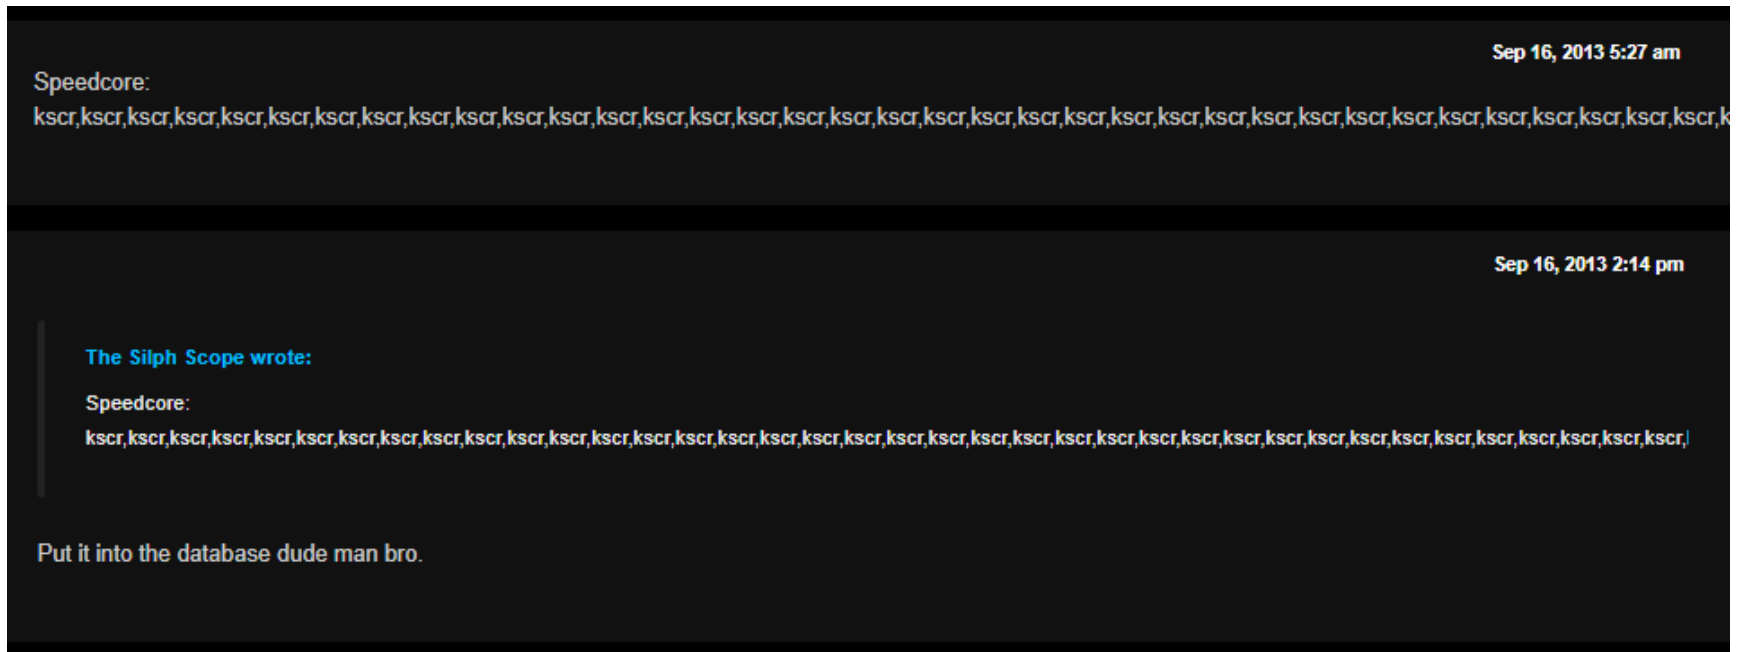 Sep 16, 2013 5:27 am
Speedcore:
kscr,kscr,kscr,kscr,kscr,kscr,kscr,kscr,kscr,kscr,kscr,kscr,kscr,kscr,kscr,kscr,kscr,kscr,kscr,kscr,kscr,kscr,kscr,kscr,kscr,kscr,kscr,kscr,kscr,kscr,kscr,kscr,kscr,kscr,kscr,kscr,k
Sep 16, 2013 2:14 pm
The Silph Scope wrote:
Speedcore:
kscr,kscr,kscr,kscr,kscr,kscr,kscr,kscr,kscr,kscr,kscr,kscr,kscr,kscr,kscr,kscr,kscr,kscr,kscr,kscr,kscr,kscr,kscr,kscr,kscr,kscr,kscr,kscr,kscr,kscr,kscr,kscr,kscr,kscr,kscr,kscr,kscr,kscr,
Put it into the database dude man bro.